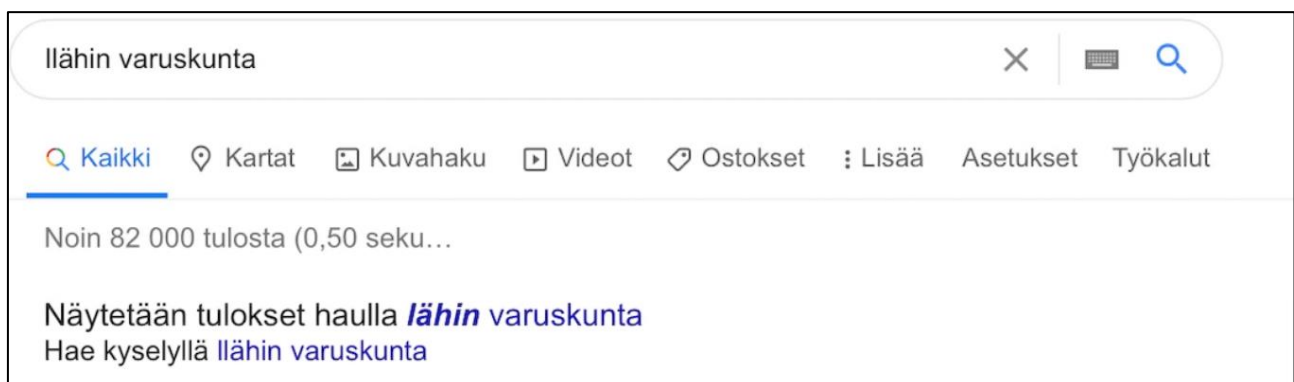 llähin varuskunta
Kaikki Kartat Kuvahaku Videot Ostokset Lisää Asetukset Työkalut
Noin 82 000 tulosta (0,50 seku…
Näytetään tulokset haulla lähin varuskunta
Hae kyselyllä llähin varuskunta